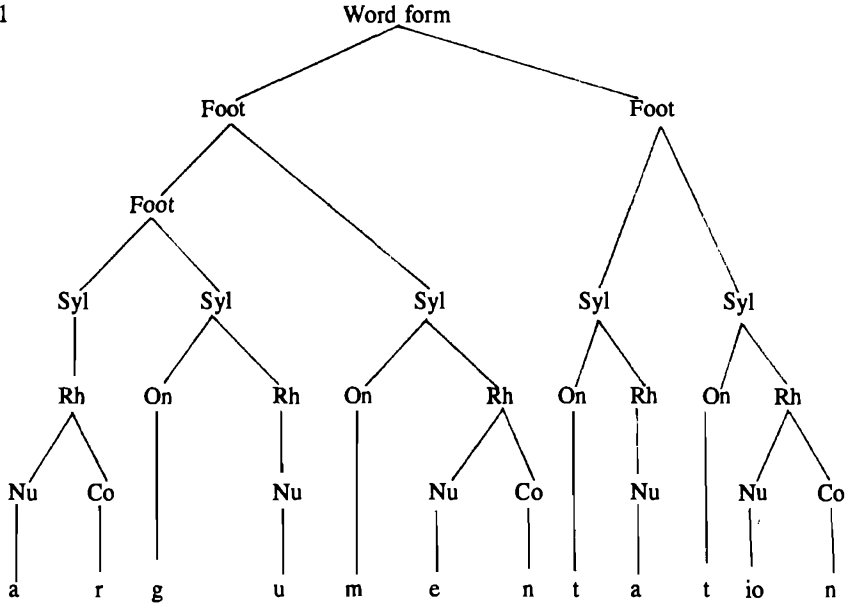 1
Word form
Foot Foot
Foot
Syl Syl Syl Syl Syl
Rh On Rh On Rh On Rh On Rh
Nu Co Nu Nu Co Nu Nu Co
a r g u m e n t a t io n